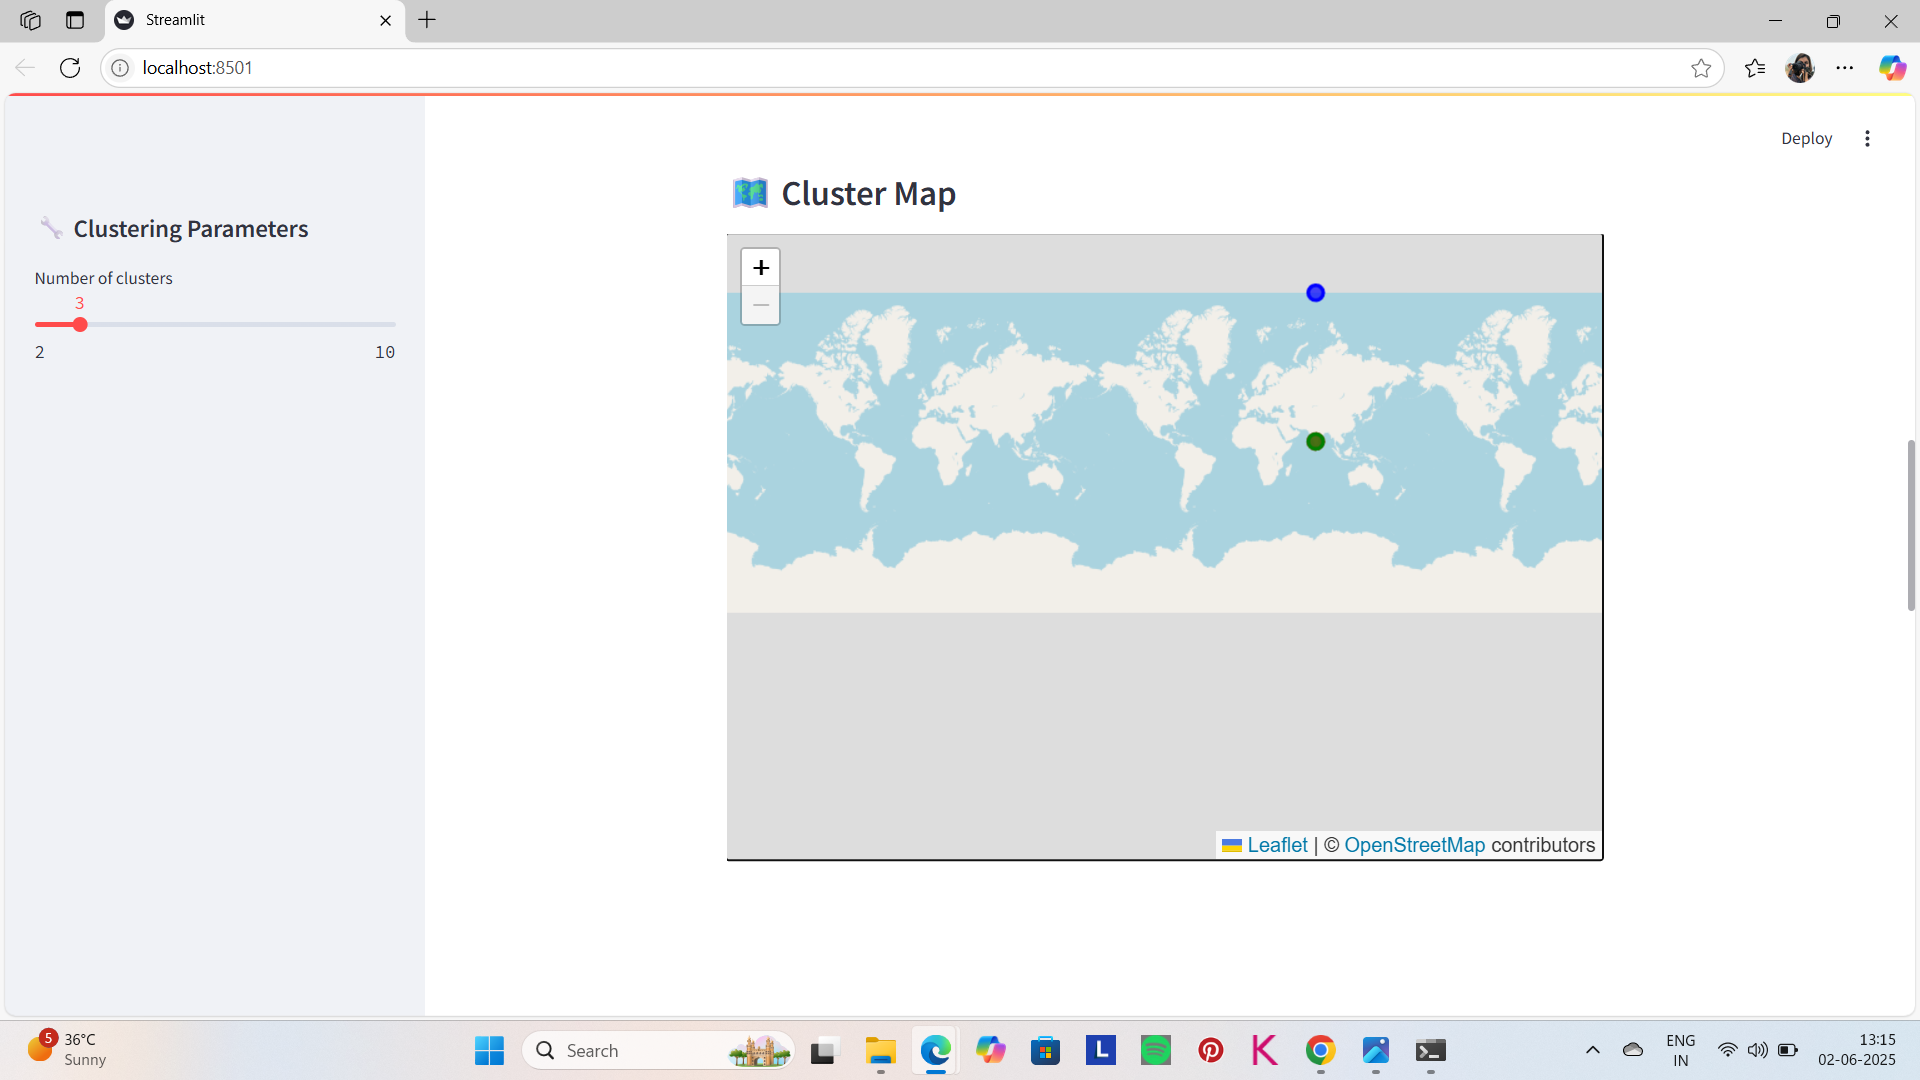 Streamlit
localhost:8501
Deploy
Cluster Map
Clustering Parameters
Number of clusters
3
2 10
+
−
Leaflet | © OpenStreetMap contributors
5
36°C
Sunny
Search
L
ENG
IN
13:15
02-06-2025